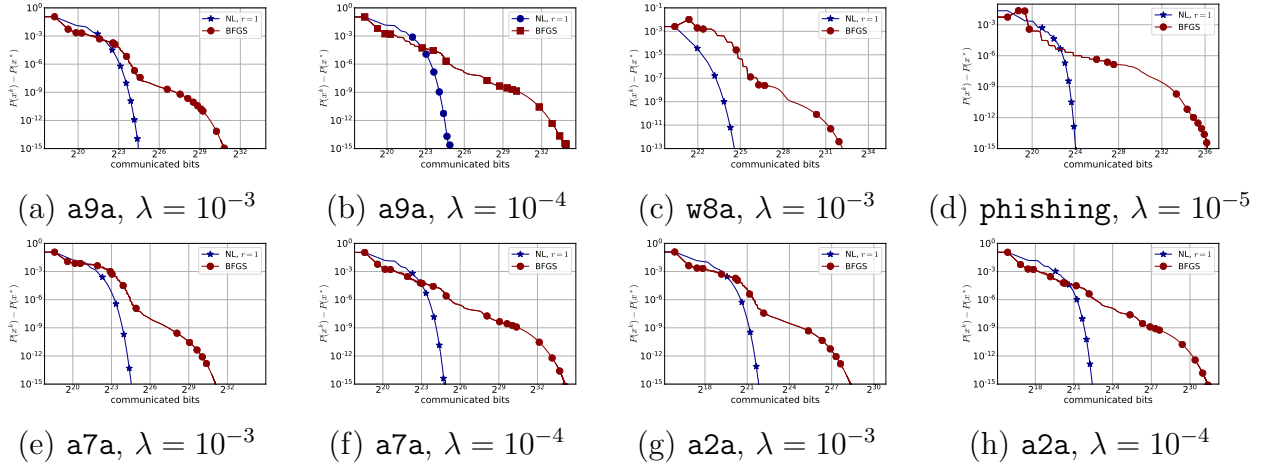 P(x^k) − P(x*)
10^0
10^{-3}
10^{-6}
10^{-9}
10^{-12}
10^{-15}
NL, r = 1
BFGS
2^20 2^23 2^26 2^29 2^32
communicated bits
(a) a9a, λ = 10^{-3}
P(x^k) − P(x*)
10^0
10^{-3}
10^{-6}
10^{-9}
10^{-12}
10^{-15}
NL, r = 1
BFGS
2^20 2^23 2^26 2^29 2^32
communicated bits
(b) a9a, λ = 10^{-4}
P(x^k) − P(x*)
10^{-1}
10^{-3}
10^{-5}
10^{-7}
10^{-9}
10^{-11}
10^{-13}
NL, r = 1
BFGS
2^22 2^25 2^28 2^31 2^34
communicated bits
(c) w8a, λ = 10^{-3}
P(x^k) − P(x*)
10^{-3}
10^{-6}
10^{-9}
10^{-12}
10^{-15}
NL, r = 1
BFGS
2^20 2^24 2^28 2^32 2^36
communicated bits
(d) phishing, λ = 10^{-5}
P(x^k) − P(x*)
10^0
10^{-3}
10^{-6}
10^{-9}
10^{-12}
10^{-15}
NL, r = 1
BFGS
2^20 2^23 2^26 2^29 2^32
communicated bits
(e) a7a, λ = 10^{-3}
P(x^k) − P(x*)
10^0
10^{-3}
10^{-6}
10^{-9}
10^{-12}
10^{-15}
NL, r = 1
BFGS
2^20 2^23 2^26 2^29 2^32
communicated bits
(f) a7a, λ = 10^{-4}
P(x^k) − P(x*)
10^0
10^{-3}
10^{-6}
10^{-9}
10^{-12}
10^{-15}
NL, r = 1
BFGS
2^18 2^21 2^24 2^27 2^30
communicated bits
(g) a2a, λ = 10^{-3}
P(x^k) − P(x*)
10^0
10^{-3}
10^{-6}
10^{-9}
10^{-12}
10^{-15}
NL, r = 1
BFGS
2^18 2^21 2^24 2^27 2^30
communicated bits
(h) a2a, λ = 10^{-4}